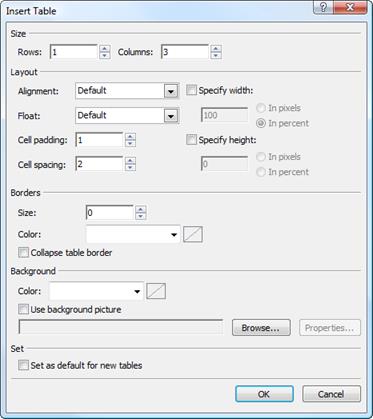 Insert Table
?
Size
Rows: 1 Columns: 3
Layout
Alignment: Default Specify width:
100 In pixels
In percent
Float: Default
Cell padding: 1 Specify height:
0 In pixels
In percent
Cell spacing: 2
Borders
Size: 0
Color:
Collapse table border
Background
Color:
Use background picture
Browse... Properties...
Set
Set as default for new tables
OK Cancel